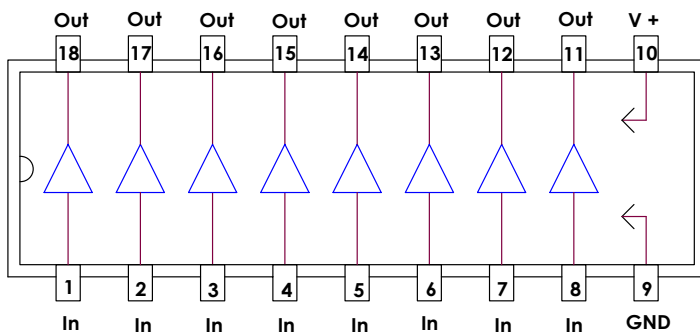 Out Out Out Out Out Out Out Out V +
18 17 16 15 14 13 12 11 10
1 2 3 4 5 6 7 8 9
In In In In In In In In GND